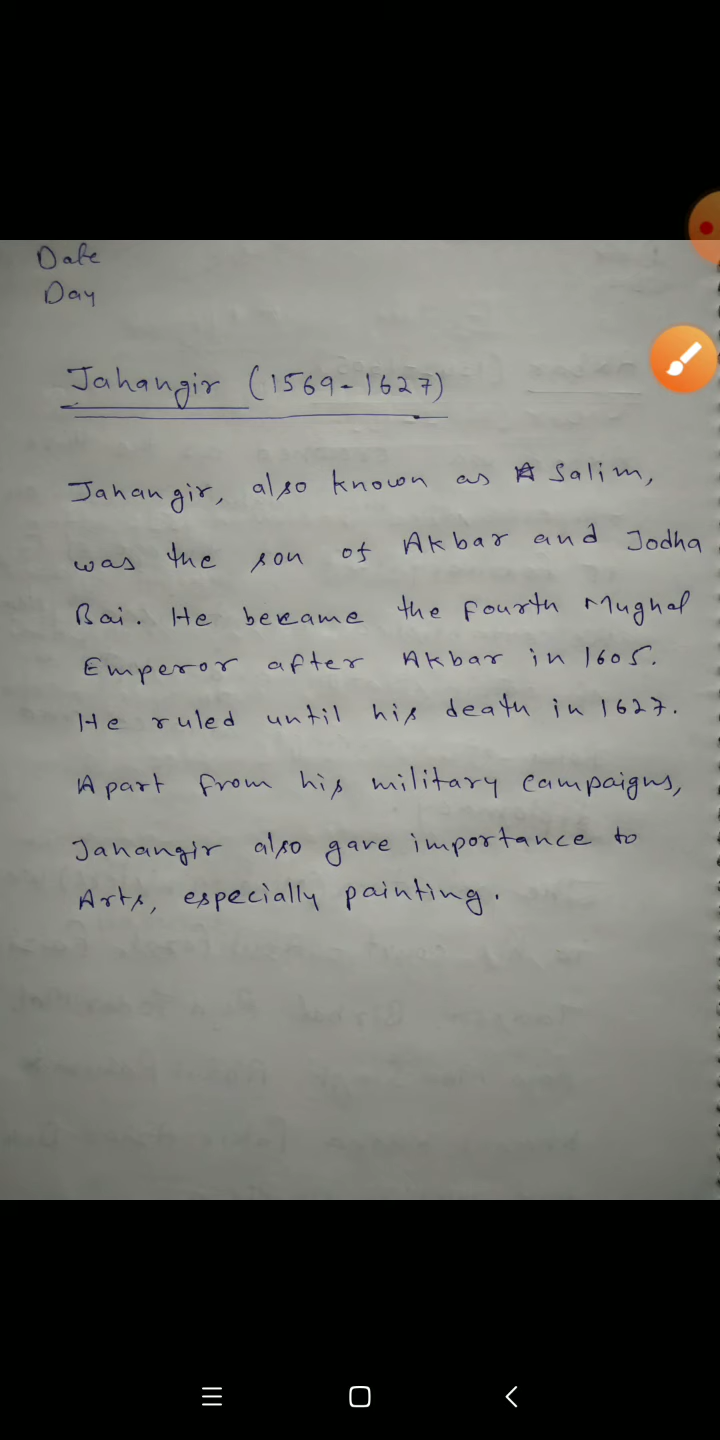 Date
Day
Jahangir (1569-1627)
Jahangir, also known as Salim,
was the son of Akbar and Jodha
Bai. He became the fourth Mughal
Emperor after Akbar in 1605.
He ruled until his death in 1627.
Apart from his military campaigns,
Jahangir also gave importance to
Arts, especially painting.